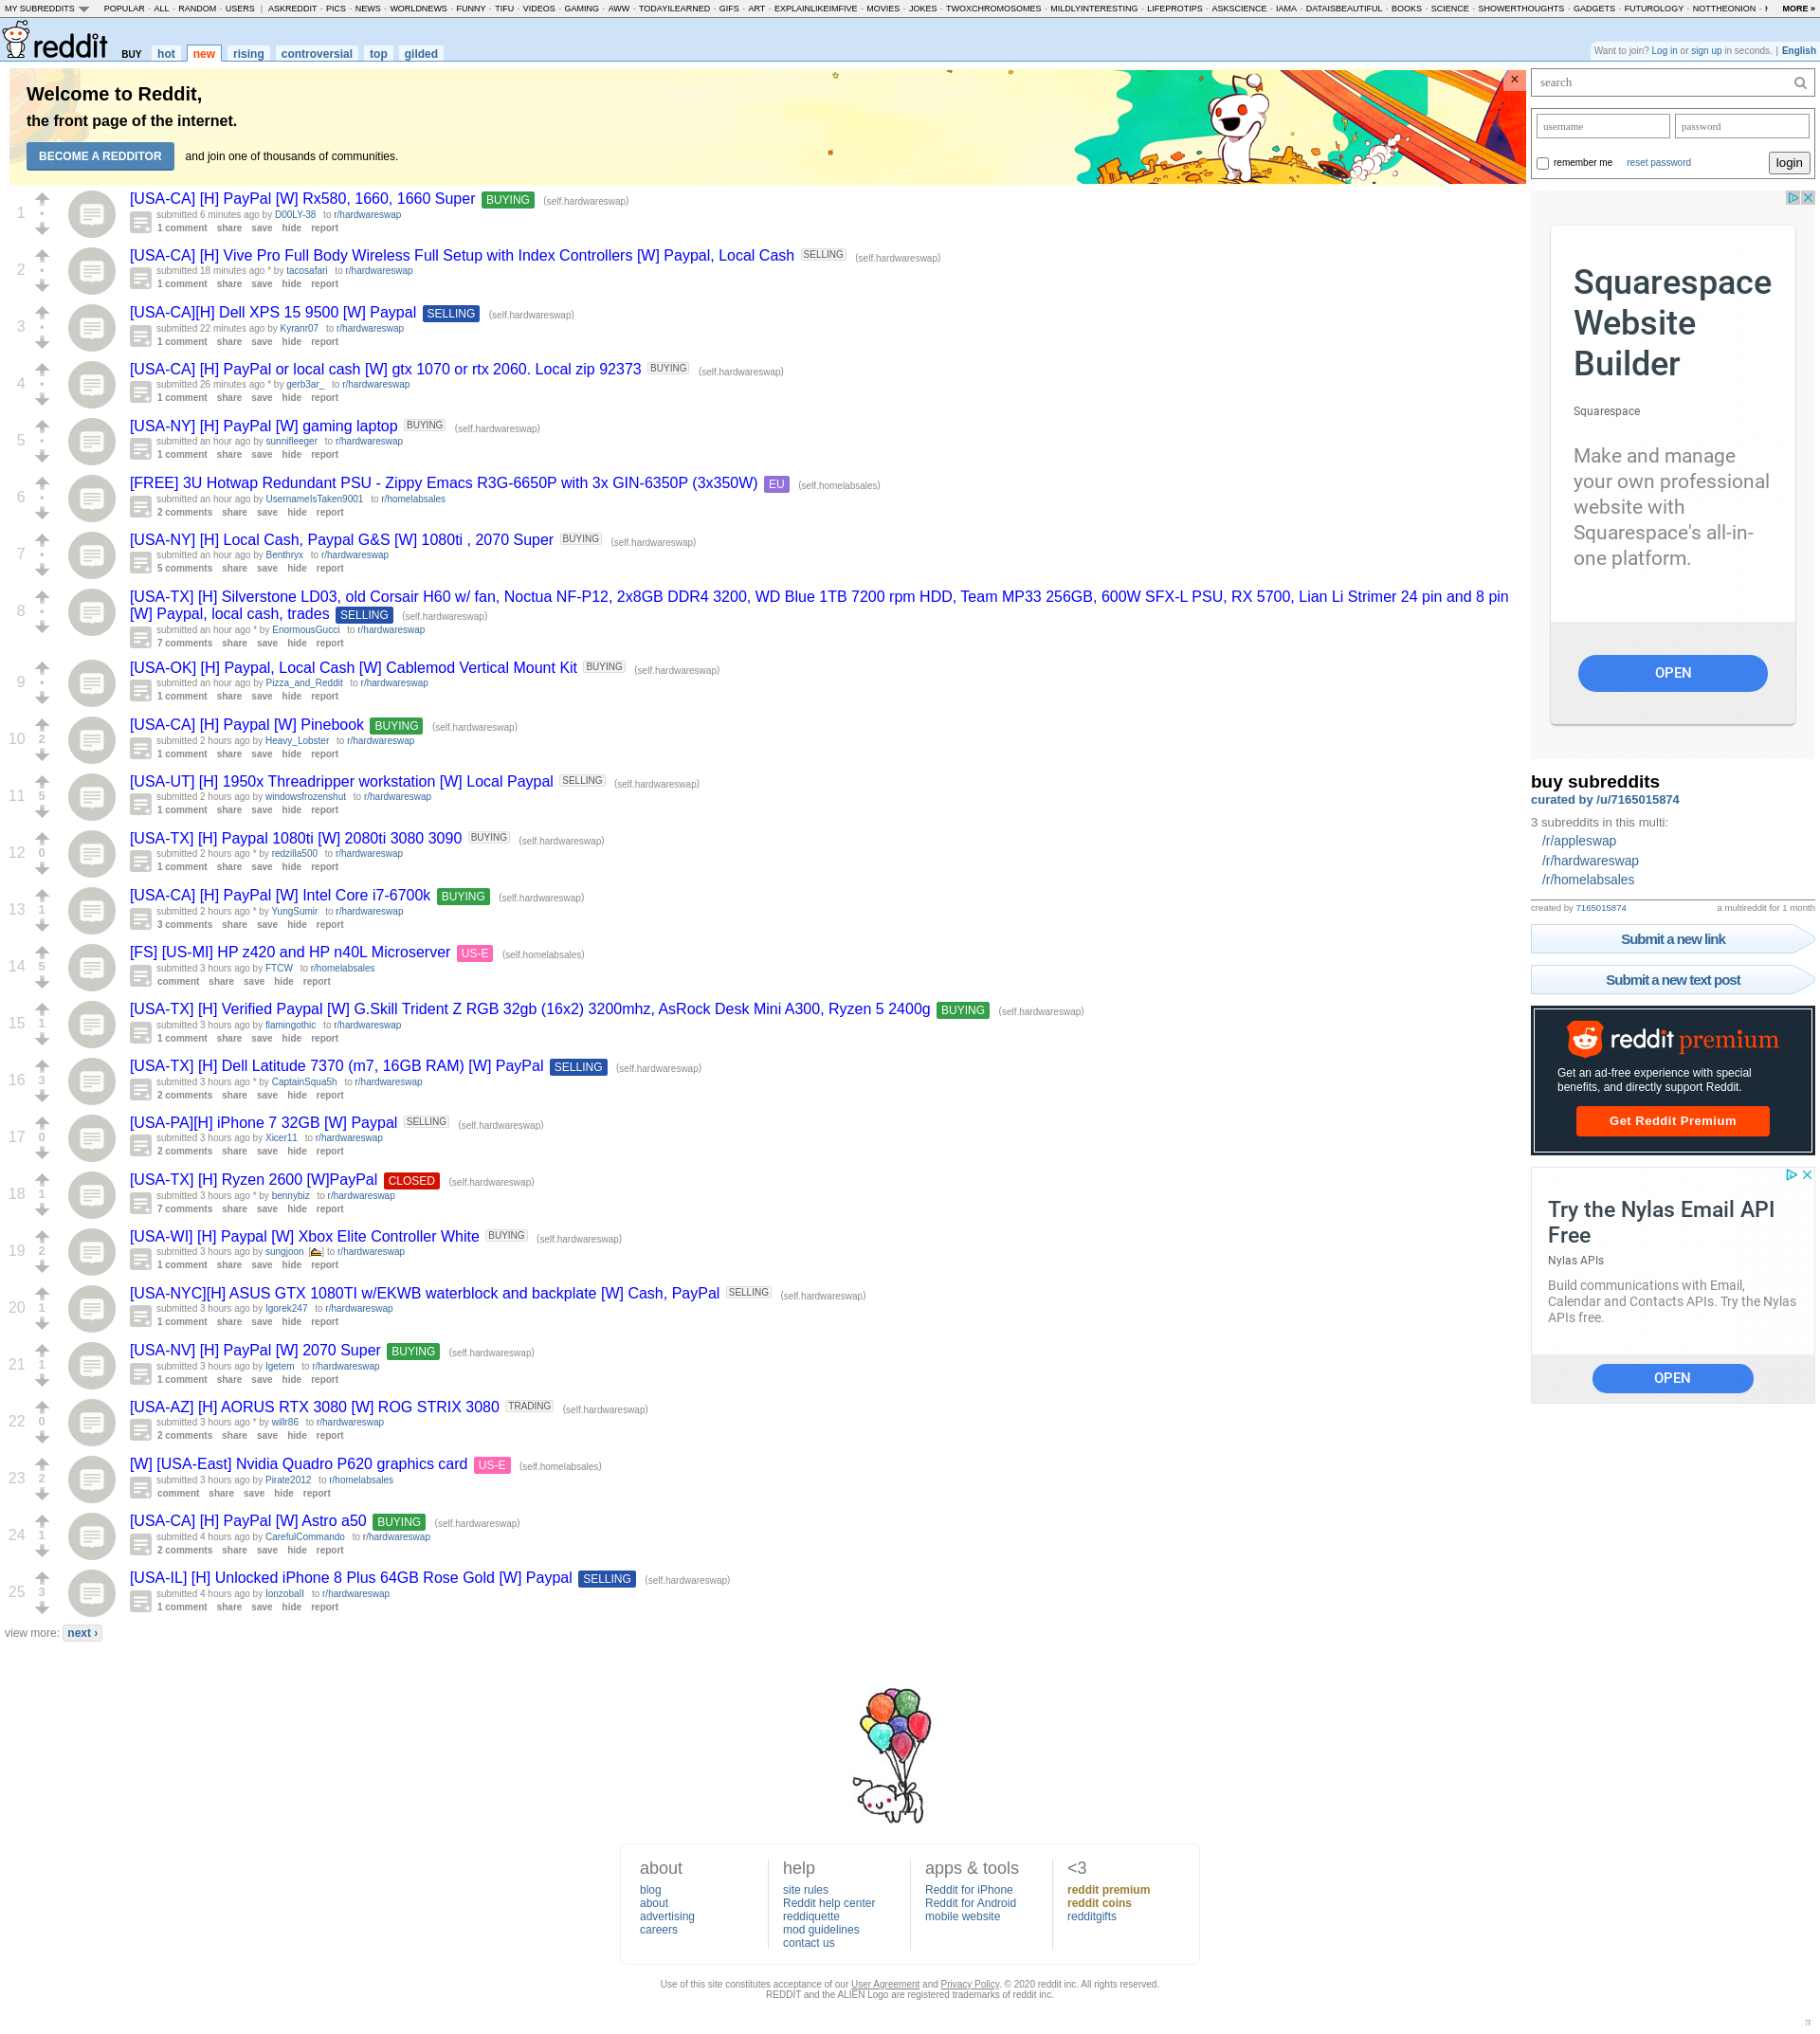 MY SUBREDDITS POPULAR - ALL - RANDOM - USERS | ASKREDDIT - PICS - NEWS - WORLDNEWS - FUNNY - TIFU - VIDEOS - GAMING - AWW - TODAYILEARNED - GIFS - ART - EXPLAINLIKEIMFIVE - MOVIES - JOKES - TWOXCHROMOSOMES - MILDLYINTERESTING - LIFEPROTIPS - ASKSCIENCE - IAMA - DATAISBEAUTIFUL - BOOKS - SCIENCE - SHOWERTHOUGHTS - GADGETS - FUTUROLOGY - NOTTHEONION - MORE »
reddit BUY hot new rising controversial top gilded
Want to join? Log in or sign up in seconds. | English
Welcome to Reddit,
the front page of the internet.
BECOME A REDDITOR and join one of thousands of communities.
×
1
[USA-CA] [H] PayPal [W] Rx580, 1660, 1660 Super BUYING (self.hardwareswap)
submitted 6 minutes ago by D00LY-38 to r/hardwareswap
1 comment share save hide report
2
[USA-CA] [H] Vive Pro Full Body Wireless Full Setup with Index Controllers [W] Paypal, Local Cash SELLING (self.hardwareswap)
submitted 18 minutes ago * by tacosafari to r/hardwareswap
1 comment share save hide report
3
[USA-CA][H] Dell XPS 15 9500 [W] Paypal SELLING (self.hardwareswap)
submitted 22 minutes ago by Kyranr07 to r/hardwareswap
1 comment share save hide report
4
[USA-CA] [H] PayPal or local cash [W] gtx 1070 or rtx 2060. Local zip 92373 BUYING (self.hardwareswap)
submitted 26 minutes ago * by gerb3ar_ to r/hardwareswap
1 comment share save hide report
5
[USA-NY] [H] PayPal [W] gaming laptop BUYING (self.hardwareswap)
submitted an hour ago by sunnifleeger to r/hardwareswap
1 comment share save hide report
6
[FREE] 3U Hotwap Redundant PSU - Zippy Emacs R3G-6650P with 3x GIN-6350P (3x350W) EU (self.homelabsales)
submitted an hour ago by UsernameIsTaken9001 to r/homelabsales
2 comments share save hide report
7
[USA-NY] [H] Local Cash, Paypal G&S [W] 1080ti , 2070 Super BUYING (self.hardwareswap)
submitted an hour ago by Benthryx to r/hardwareswap
5 comments share save hide report
8
[USA-TX] [H] Silverstone LD03, old Corsair H60 w/ fan, Noctua NF-P12, 2x8GB DDR4 3200, WD Blue 1TB 7200 rpm HDD, Team MP33 256GB, 600W SFX-L PSU, RX 5700, Lian Li Strimer 24 pin and 8 pin
[W] Paypal, local cash, trades SELLING (self.hardwareswap)
submitted an hour ago * by EnormousGucci to r/hardwareswap
7 comments share save hide report
9
[USA-OK] [H] Paypal, Local Cash [W] Cablemod Vertical Mount Kit BUYING (self.hardwareswap)
submitted an hour ago by Pizza_and_Reddit to r/hardwareswap
1 comment share save hide report
10 2
[USA-CA] [H] Paypal [W] Pinebook BUYING (self.hardwareswap)
submitted 2 hours ago by Heavy_Lobster to r/hardwareswap
1 comment share save hide report
11 5
[USA-UT] [H] 1950x Threadripper workstation [W] Local Paypal SELLING (self.hardwareswap)
submitted 2 hours ago by windowsfrozenshut to r/hardwareswap
1 comment share save hide report
12 0
[USA-TX] [H] Paypal 1080ti [W] 2080ti 3080 3090 BUYING (self.hardwareswap)
submitted 2 hours ago * by redzilla500 to r/hardwareswap
1 comment share save hide report
13 1
[USA-CA] [H] PayPal [W] Intel Core i7-6700k BUYING (self.hardwareswap)
submitted 2 hours ago * by YungSumir to r/hardwareswap
3 comments share save hide report
14 5
[FS] [US-MI] HP z420 and HP n40L Microserver US-E (self.homelabsales)
submitted 3 hours ago by FTCW to r/homelabsales
comment share save hide report
15 1
[USA-TX] [H] Verified Paypal [W] G.Skill Trident Z RGB 32gb (16x2) 3200mhz, AsRock Desk Mini A300, Ryzen 5 2400g BUYING (self.hardwareswap)
submitted 3 hours ago by flamingothic to r/hardwareswap
1 comment share save hide report
16 3
[USA-TX] [H] Dell Latitude 7370 (m7, 16GB RAM) [W] PayPal SELLING (self.hardwareswap)
submitted 3 hours ago * by CaptainSqua5h to r/hardwareswap
2 comments share save hide report
17 0
[USA-PA][H] iPhone 7 32GB [W] Paypal SELLING (self.hardwareswap)
submitted 3 hours ago by Xicer11 to r/hardwareswap
2 comments share save hide report
18 1
[USA-TX] [H] Ryzen 2600 [W]PayPal CLOSED (self.hardwareswap)
submitted 3 hours ago * by bennybiz to r/hardwareswap
7 comments share save hide report
19 2
[USA-WI] [H] Paypal [W] Xbox Elite Controller White BUYING (self.hardwareswap)
submitted 3 hours ago by sungjoon to r/hardwareswap
1 comment share save hide report
20 1
[USA-NYC][H] ASUS GTX 1080TI w/EKWB waterblock and backplate [W] Cash, PayPal SELLING (self.hardwareswap)
submitted 3 hours ago by Igorek247 to r/hardwareswap
1 comment share save hide report
21 1
[USA-NV] [H] PayPal [W] 2070 Super BUYING (self.hardwareswap)
submitted 3 hours ago by Igetem to r/hardwareswap
1 comment share save hide report
22 0
[USA-AZ] [H] AORUS RTX 3080 [W] ROG STRIX 3080 TRADING (self.hardwareswap)
submitted 3 hours ago * by willr86 to r/hardwareswap
2 comments share save hide report
23 2
[W] [USA-East] Nvidia Quadro P620 graphics card US-E (self.homelabsales)
submitted 3 hours ago by Pirate2012 to r/homelabsales
comment share save hide report
24 1
[USA-CA] [H] PayPal [W] Astro a50 BUYING (self.hardwareswap)
submitted 4 hours ago by CarefulCommando to r/hardwareswap
2 comments share save hide report
25 3
[USA-IL] [H] Unlocked iPhone 8 Plus 64GB Rose Gold [W] Paypal SELLING (self.hardwareswap)
submitted 4 hours ago by to r/hardwareswap
1 comment share save hide report
view more: next ›
search
username password
remember me reset password login
Squarespace
Website
Builder
Squarespace
Make and manage
your own professional
website with
Squarespace's all-in-
one platform.
OPEN
buy subreddits
curated by /u/7165015874
3 subreddits in this multi:
/r/appleswap
/r/hardwareswap
/r/homelabsales
created by 7165015874 a multireddit for 1 month
Submit a new link
Submit a new text post
reddit premium
Get an ad-free experience with special
benefits, and directly support Reddit.
Get Reddit Premium
Try the Nylas Email API
Free
Nylas APIs
Build communications with Email,
Calendar and Contacts APIs. Try the Nylas
APIs free.
OPEN
about
blog
about
advertising
careers
help
site rules
Reddit help center
reddiquette
mod guidelines
contact us
apps & tools
Reddit for iPhone
Reddit for Android
mobile website
<3
reddit premium
reddit coins
redditgifts
Use of this site constitutes acceptance of our User Agreement and Privacy Policy. © 2020 reddit inc. All rights reserved.
REDDIT and the ALIEN Logo are registered trademarks of reddit inc.
π